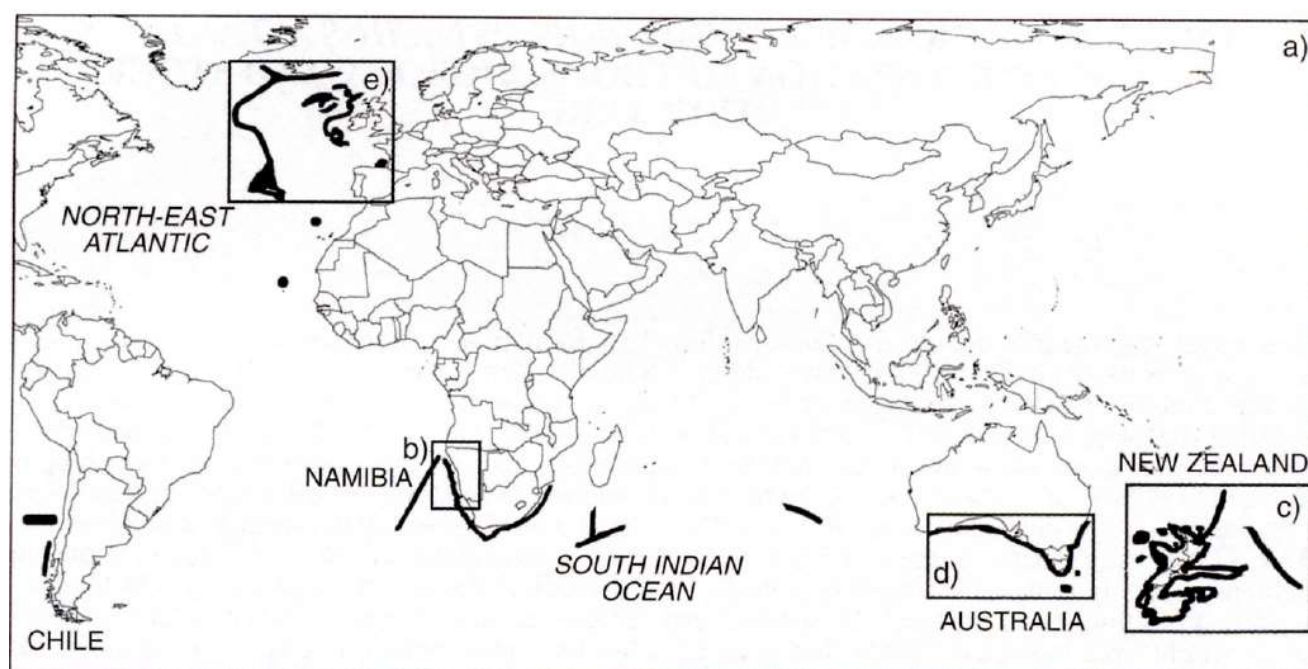 a)
e)
NORTH-EAST
ATLANTIC
b)
NAMIBIA
NEW ZEALAND
c)
SOUTH INDIAN
OCEAN
d)
AUSTRALIA
CHILE